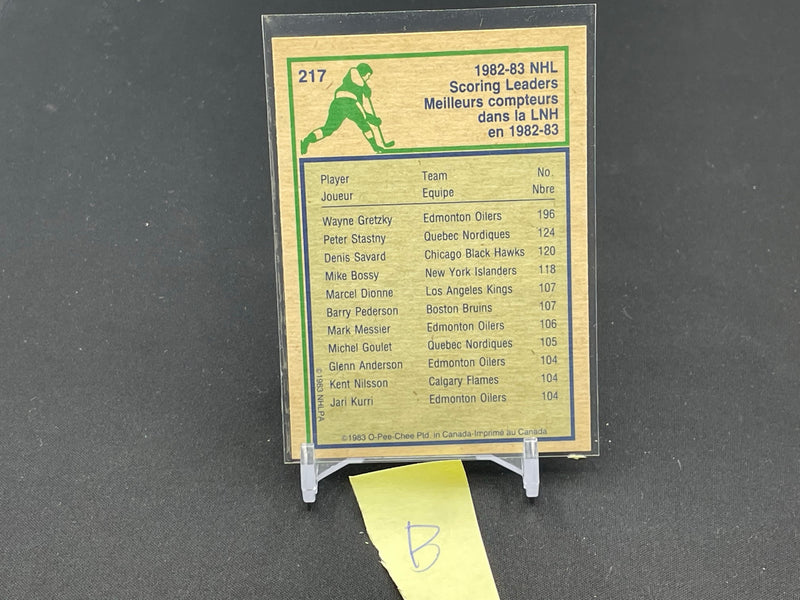 217
1982-83 NHL
Scoring Leaders
Meilleurs compteurs
dans la LNH
en 1982-83
Player Team No.
Joueur Equipe Nbre
Wayne Gretzky Edmonton Oilers 196
Peter Stastny Quebec Nordiques 124
Denis Savard Chicago Black Hawks 120
Mike Bossy New York Islanders 118
Marcel Dionne Los Angeles Kings 107
Barry Pederson Boston Bruins 107
Mark Messier Edmonton Oilers 106
Michel Goulet Quebec Nordiques 105
Glenn Anderson Edmonton Oilers 104
Kent Nilsson Calgary Flames 104
Jari Kurri Edmonton Oilers 104
©1983 NHLPA
©1983 O-Pee-Chee Ptd. in Canada-Imprimé au Canada
B